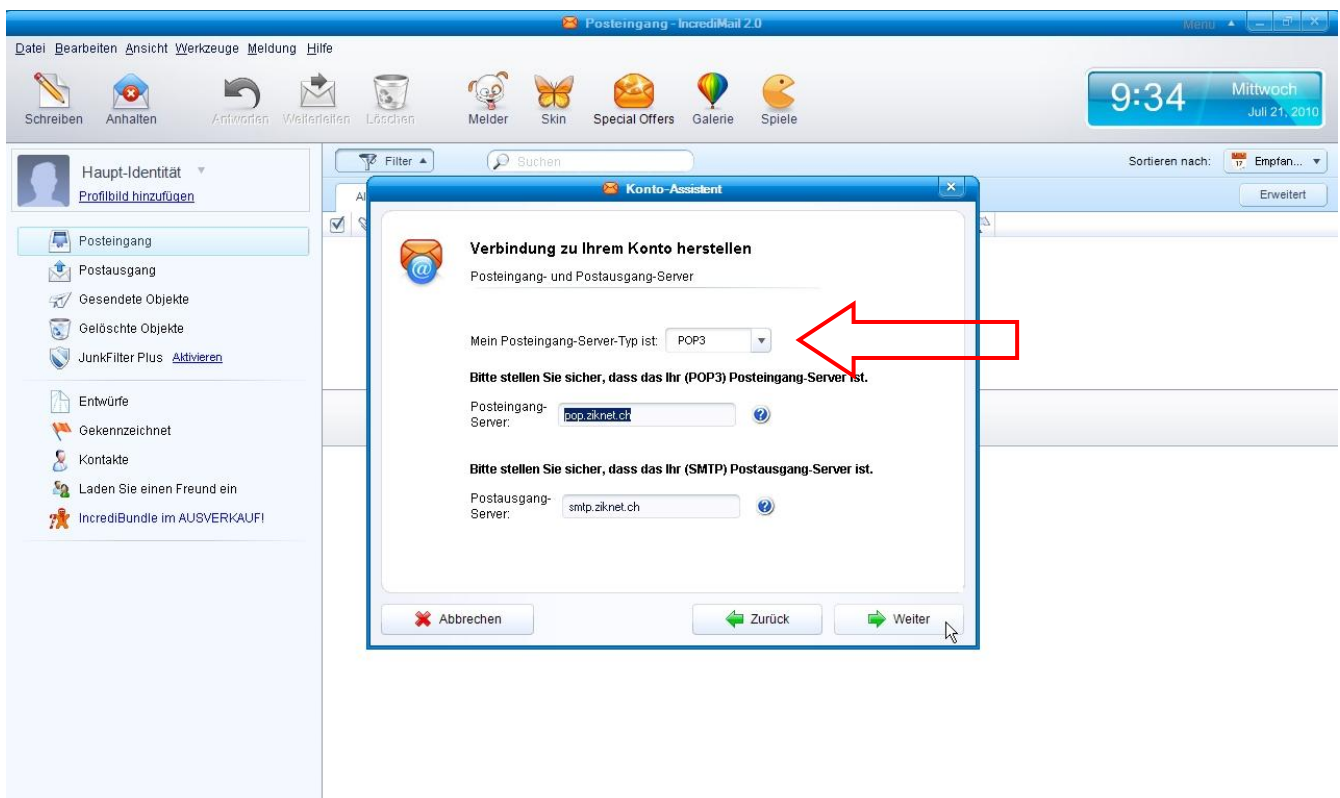 Posteingang - IncrediMail 2.0
Menü
Datei Bearbeiten Ansicht Werkzeuge Meldung Hilfe
Schreiben Anhalten Antworten Weiterleiten Löschen Melder Skin Special Offers Galerie Spiele
9:34 Mittwoch
Juli 21, 2010
Haupt-Identität
Profilbild hinzufügen
Filter Suchen Sortieren nach: Empfan...
Erweitert
Posteingang
Postausgang
Gesendete Objekte
Gelöschte Objekte
JunkFilter Plus Aktivieren
Entwürfe
Gekennzeichnet
Kontakte
Laden Sie einen Freund ein
IncrediBundle im AUSVERKAUF!
Konto-Assistent
Verbindung zu Ihrem Konto herstellen
Posteingang- und Postausgang-Server
Mein Posteingang-Server-Typ ist: POP3
Bitte stellen Sie sicher, dass das Ihr (POP3) Posteingang-Server ist.
Posteingang-
Server: pop.ziknet.ch
Bitte stellen Sie sicher, dass das Ihr (SMTP) Postausgang-Server ist.
Postausgang-
Server: smtp.ziknet.ch
Abbrechen Zurück Weiter